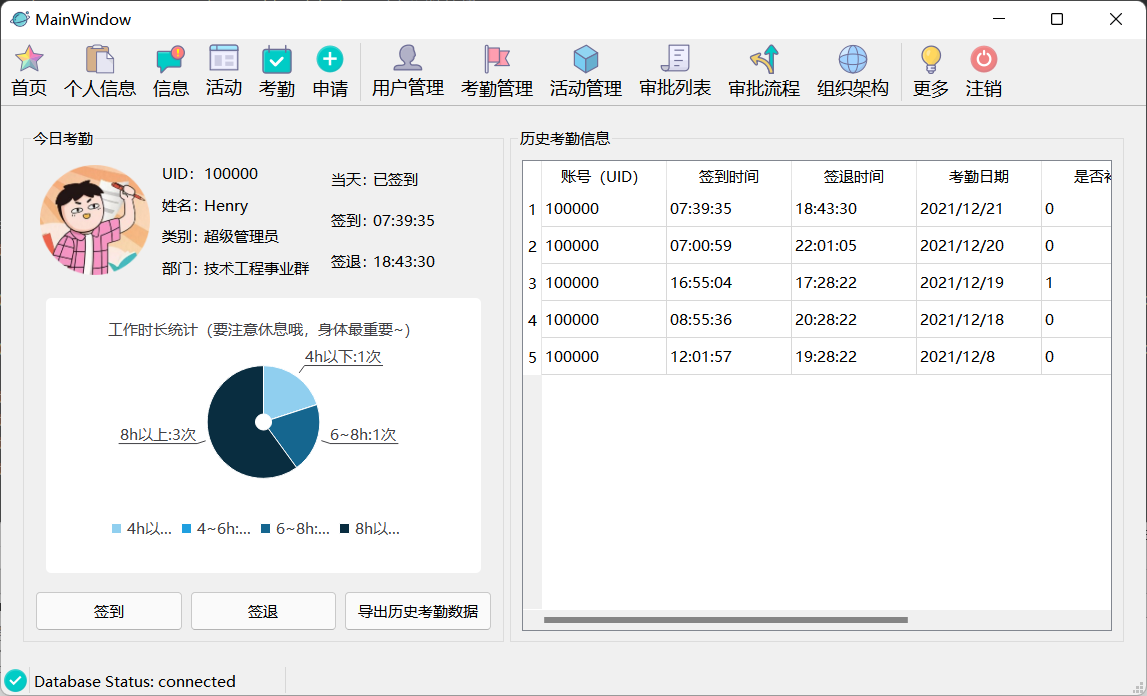 MainWindow
首页 个人信息 信息 活动 考勤 申请 用户管理 考勤管理 活动管理 审批列表 审批流程 组织架构 更多 注销
今日考勤
UID：100000
姓名：Henry
类别：超级管理员
部门：技术工程事业群
当天：已签到
签到：07:39:35
签退：18:43:30
工作时长统计（要注意休息哦，身体最重要~）
4h以下:1次
8h以上:3次
6~8h:1次
4h以... 4~6h:... 6~8h:... 8h以...
签到 签退 导出历史考勤数据
历史考勤信息
账号（UID） 签到时间 签退时间 考勤日期 是否
1 100000 07:39:35 18:43:30 2021/12/21 0
2 100000 07:00:59 22:01:05 2021/12/20 0
3 100000 16:55:04 17:28:22 2021/12/19 1
4 100000 08:55:36 20:28:22 2021/12/18 0
5 100000 12:01:57 19:28:22 2021/12/8 0
Database Status: connected